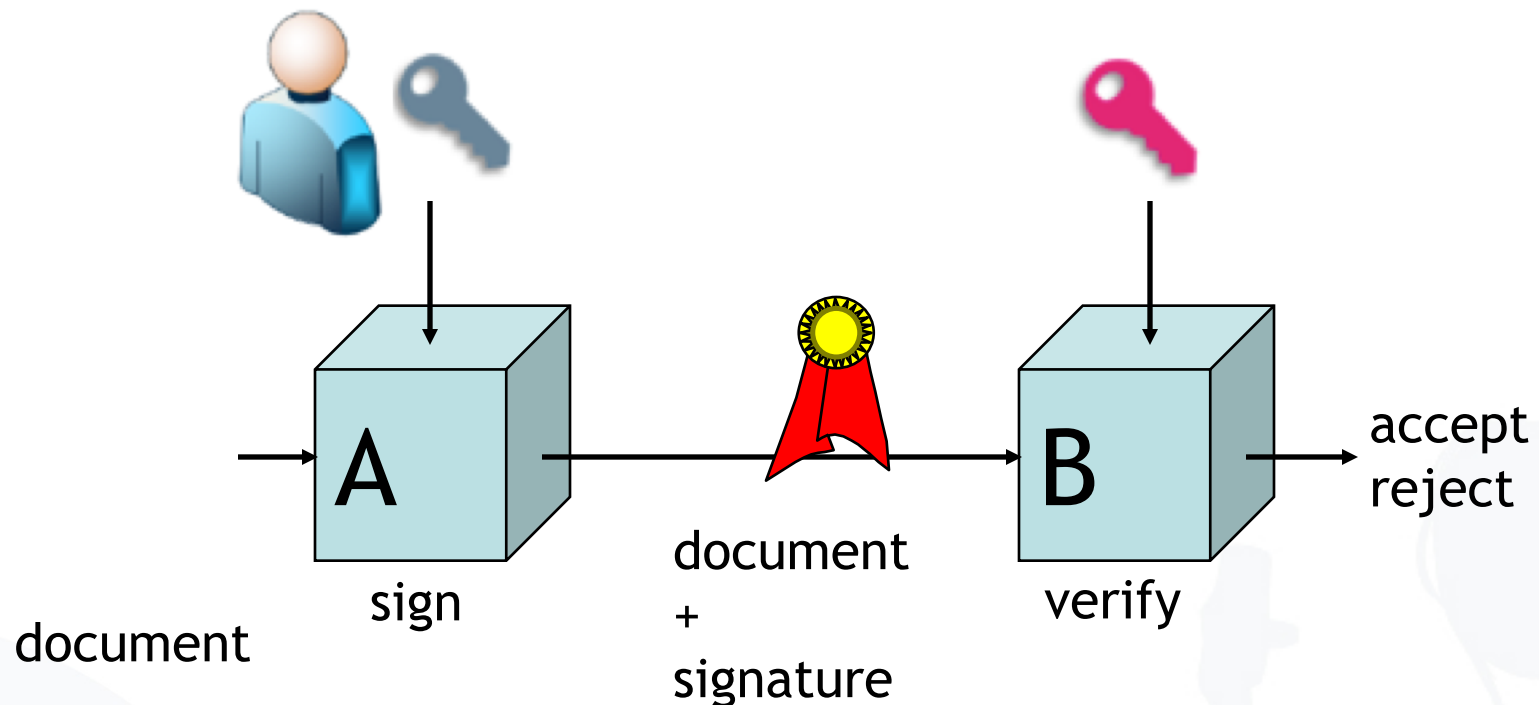 A
B
accept
reject
document
+
signature
sign
verify
document